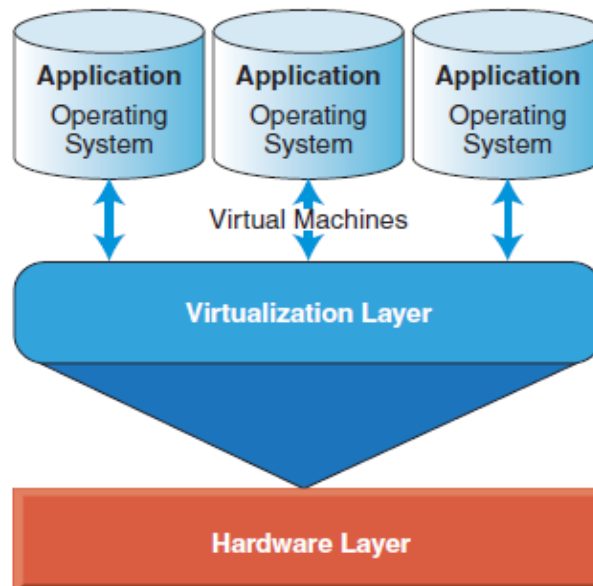 Application
Operating
System
Application
Operating
System
Application
Operating
System
Virtual Machines
Virtualization Layer
Hardware Layer